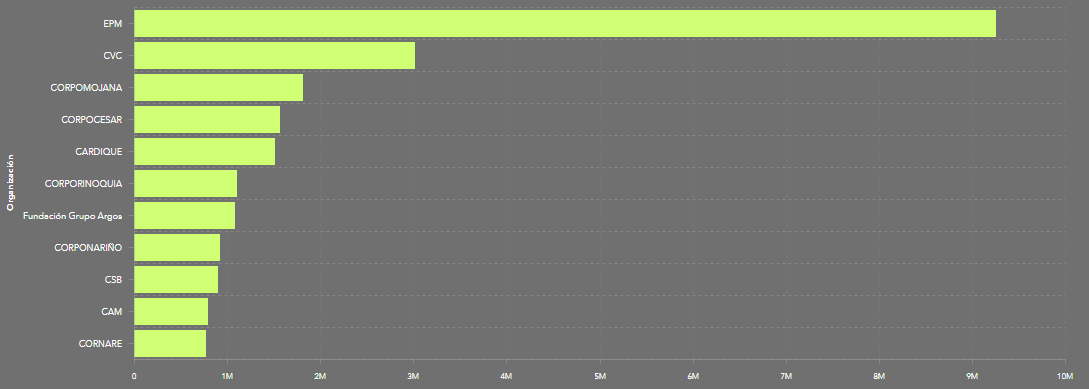 Organización
EPM
CVC
CORPOMOJANA
CORPOCESAR
CARDIQUE
CORPORINOQUIA
Fundación Grupo Argos
CORPONARIÑO
CSB
CAM
CORNARE
0 1M 2M 3M 4M 5M 6M 7M 8M 9M 10M